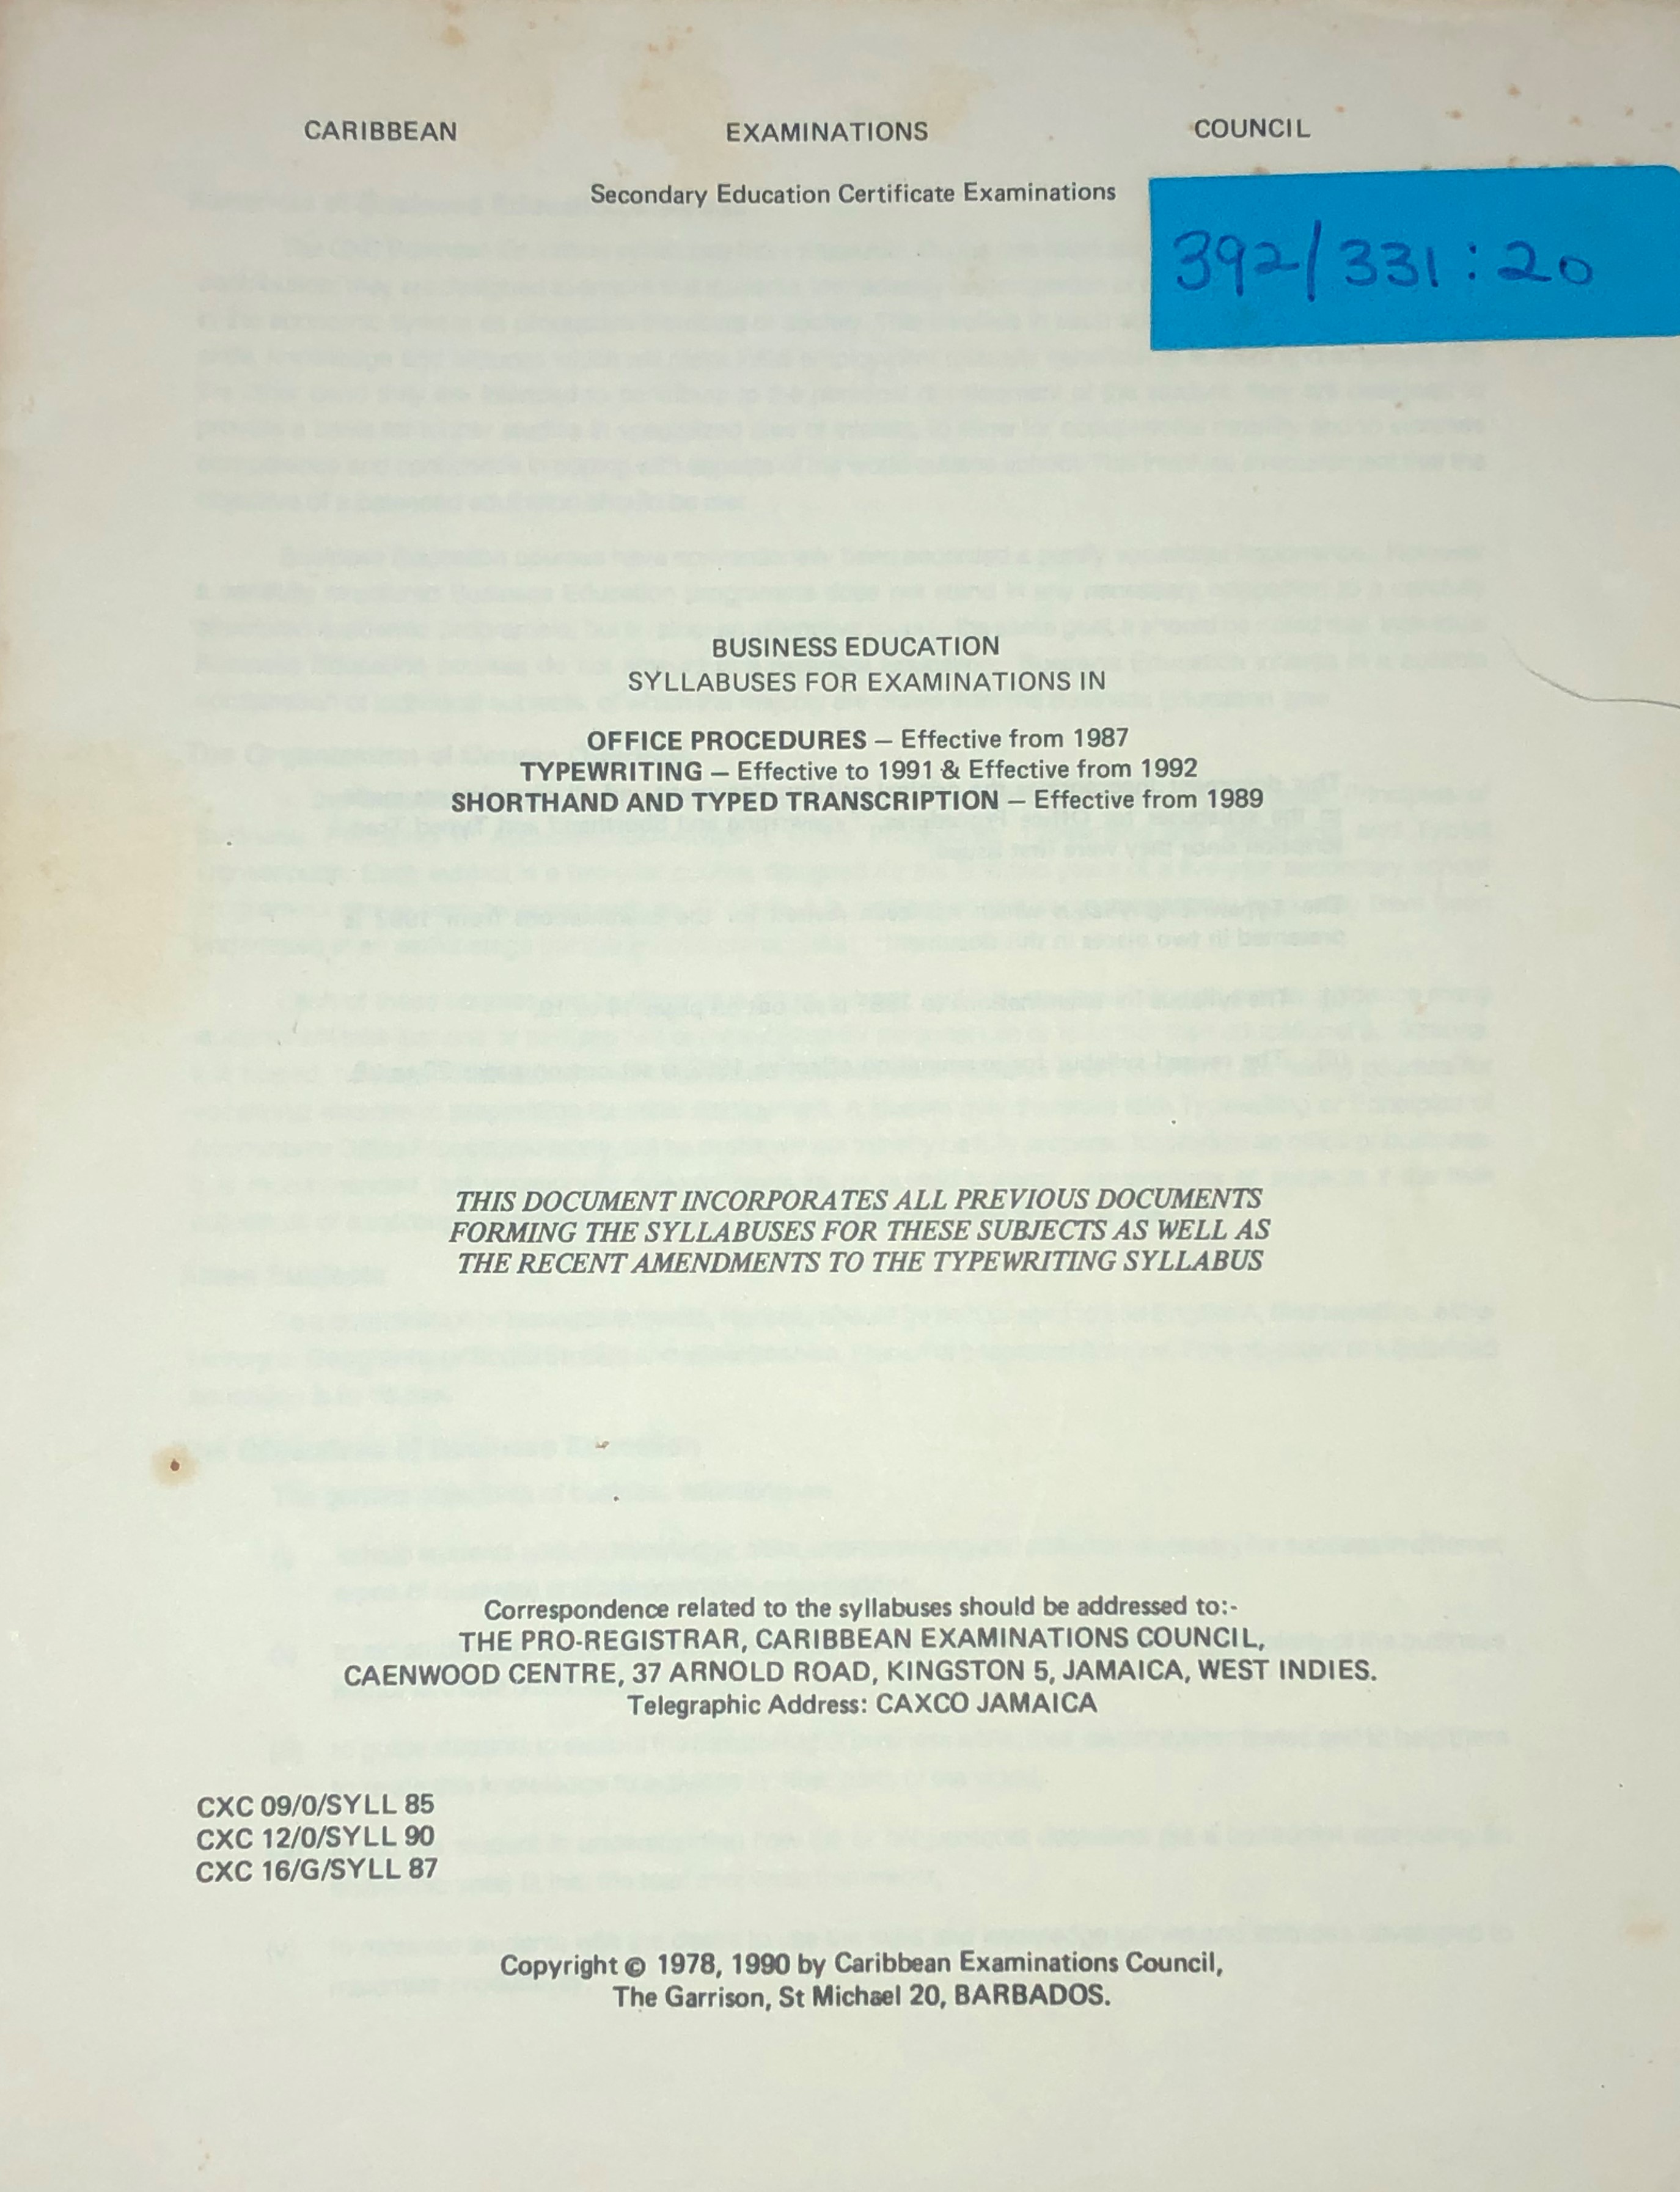 CARIBBEAN EXAMINATIONS COUNCIL
Secondary Education Certificate Examinations
392/331:20
BUSINESS EDUCATION
SYLLABUSES FOR EXAMINATIONS IN
OFFICE PROCEDURES — Effective from 1987
TYPEWRITING — Effective to 1991 & Effective from 1992
SHORTHAND AND TYPED TRANSCRIPTION — Effective from 1989
THIS DOCUMENT INCORPORATES ALL PREVIOUS DOCUMENTS
FORMING THE SYLLABUSES FOR THESE SUBJECTS AS WELL AS
THE RECENT AMENDMENTS TO THE TYPEWRITING SYLLABUS
Correspondence related to the syllabuses should be addressed to:-
THE PRO-REGISTRAR, CARIBBEAN EXAMINATIONS COUNCIL,
CAENWOOD CENTRE, 37 ARNOLD ROAD, KINGSTON 5, JAMAICA, WEST INDIES.
Telegraphic Address: CAXCO JAMAICA
CXC 09/0/SYLL 85
CXC 12/0/SYLL 90
CXC 16/G/SYLL 87
Copyright © 1978, 1990 by Caribbean Examinations Council,
The Garrison, St Michael 20, BARBADOS.